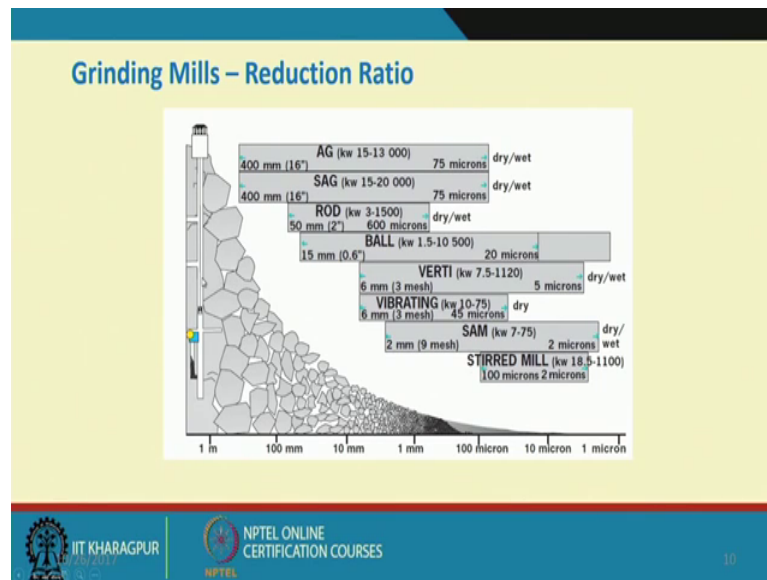 Grinding Mills – Reduction Ratio
AG (kw 15-13 000)
400 mm (16") 75 microns
dry/wet
SAG (kw 15-20 000)
400 mm (16") 75 microns
dry/wet
ROD (kw 3-1500)
50 mm (2") 600 microns
dry/wet
BALL (kw 1.5-10 500)
15 mm (0.6") 20 microns
VERTI (kw 7.5-1120)
6 mm (3 mesh) 5 microns
dry/wet
VIBRATING (kw 10-75)
6 mm (3 mesh) 45 microns
dry
SAM (kw 7-75)
2 mm (9 mesh) 2 microns
dry/
wet
STIRRED MILL (kw 18.5-1100)
100 microns 2 microns
1 m 100 mm 10 mm 1 mm 100 micron 10 micron 1 micron
IIT KHARAGPUR
NPTEL
NPTEL ONLINE
CERTIFICATION COURSES
10